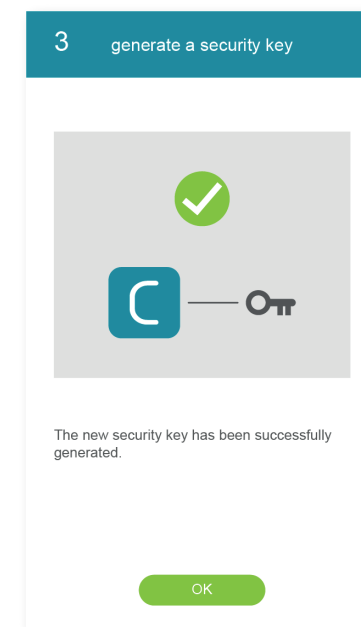 3 generate a security key
The new security key has been successfully
generated.
OK